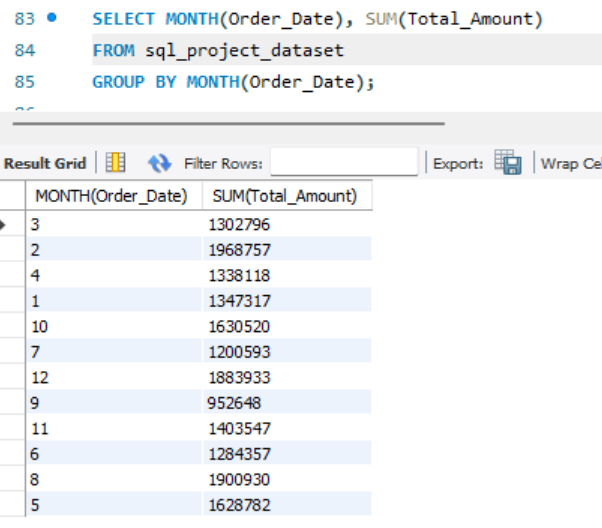 83 SELECT MONTH(Order_Date), SUM(Total_Amount)
84 FROM sql_project_dataset
85 GROUP BY MONTH(Order_Date);
Result Grid Filter Rows: Export: Wrap Ce
MONTH(Order_Date) SUM(Total_Amount)
3 1302796
2 1968757
4 1338118
1 1347317
10 1630520
7 1200593
12 1883933
9 952648
11 1403547
6 1284357
8 1900930
5 1628782